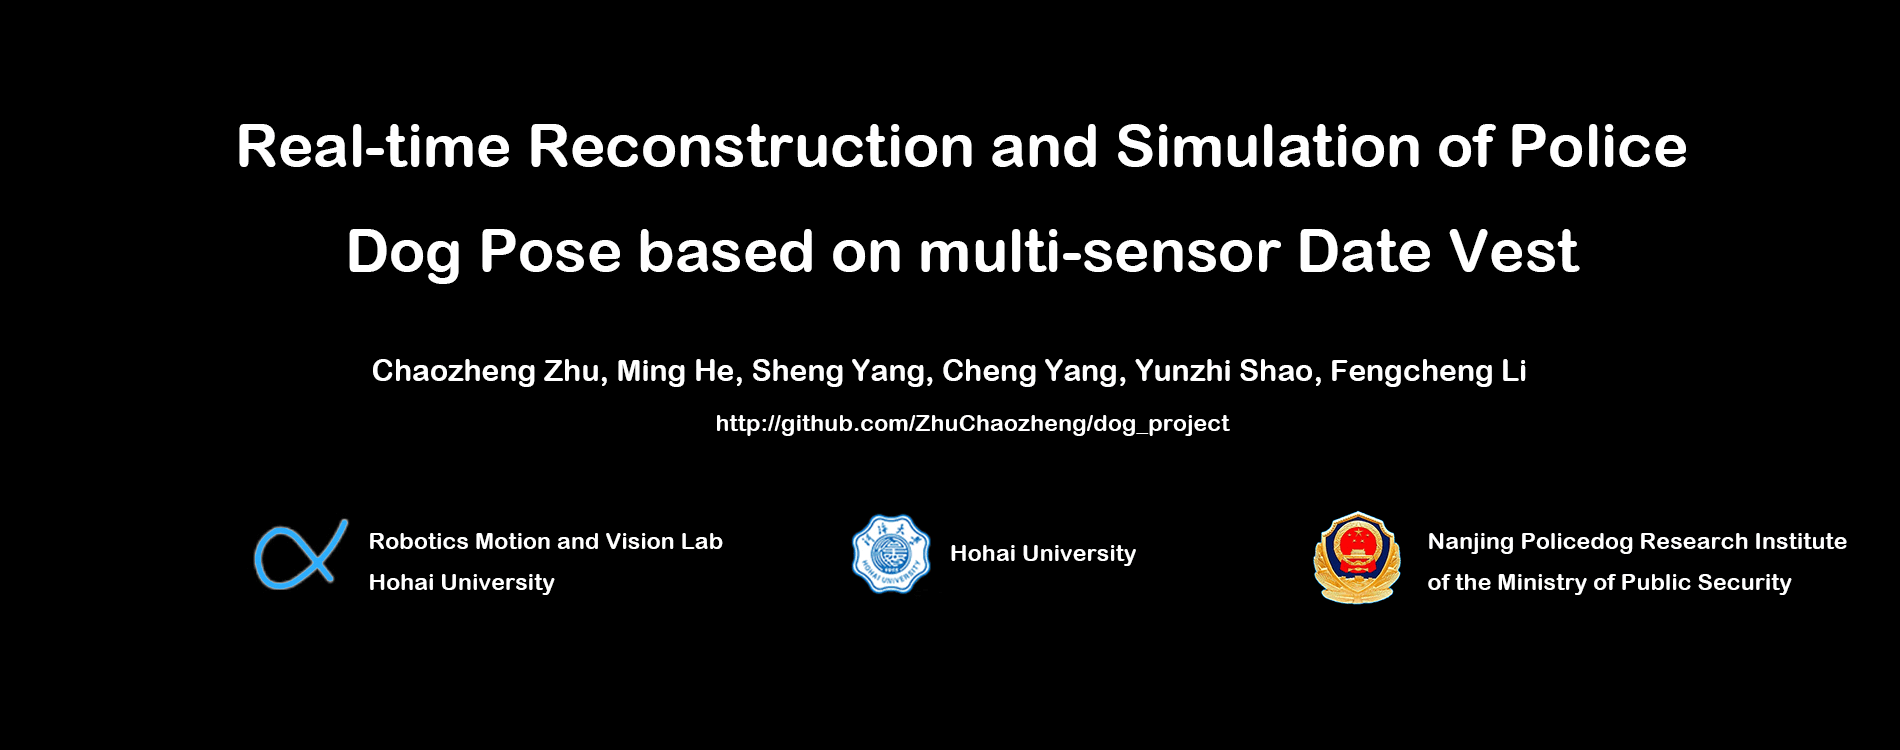 Real-time Reconstruction and Simulation of Police
Dog Pose based on multi-sensor Date Vest
Chaozheng Zhu, Ming He, Sheng Yang, Cheng Yang, Yunzhi Shao, Fengcheng Li
http://github.com/ZhuChaozheng/dog_project
Robotics Motion and Vision Lab
Hohai University
HOHAI UNIVERSITY
Hohai University
Nanjing Policedog Research Institute
of the Ministry of Public Security